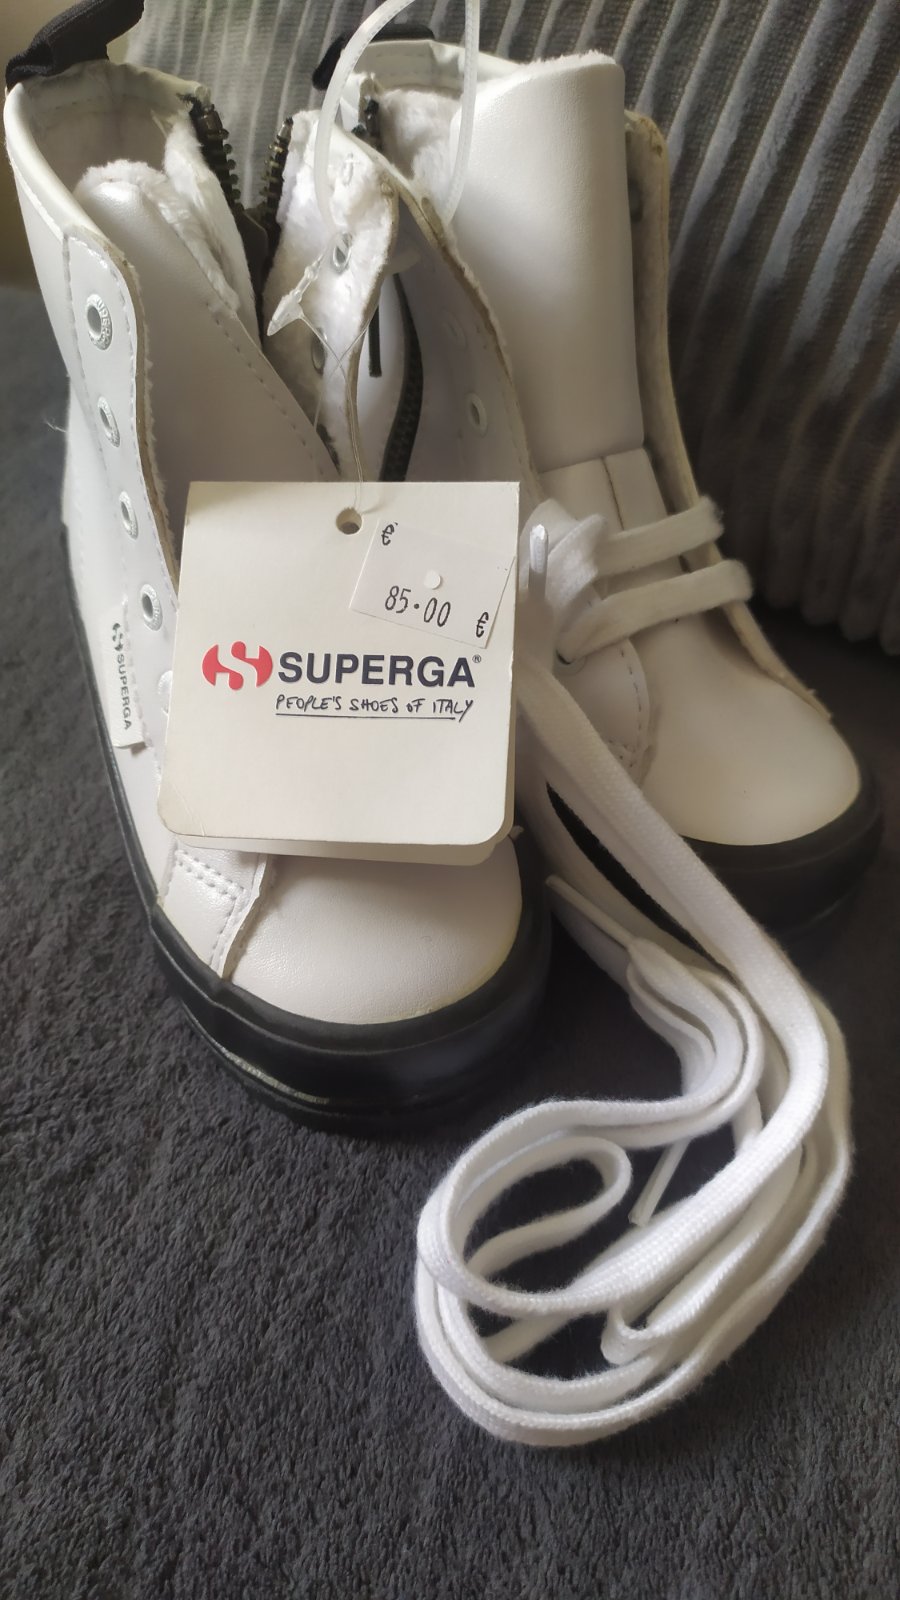 €
85.00 €
SUPERGA®
PEOPLE'S SHOES OF ITALY
SUPERGA